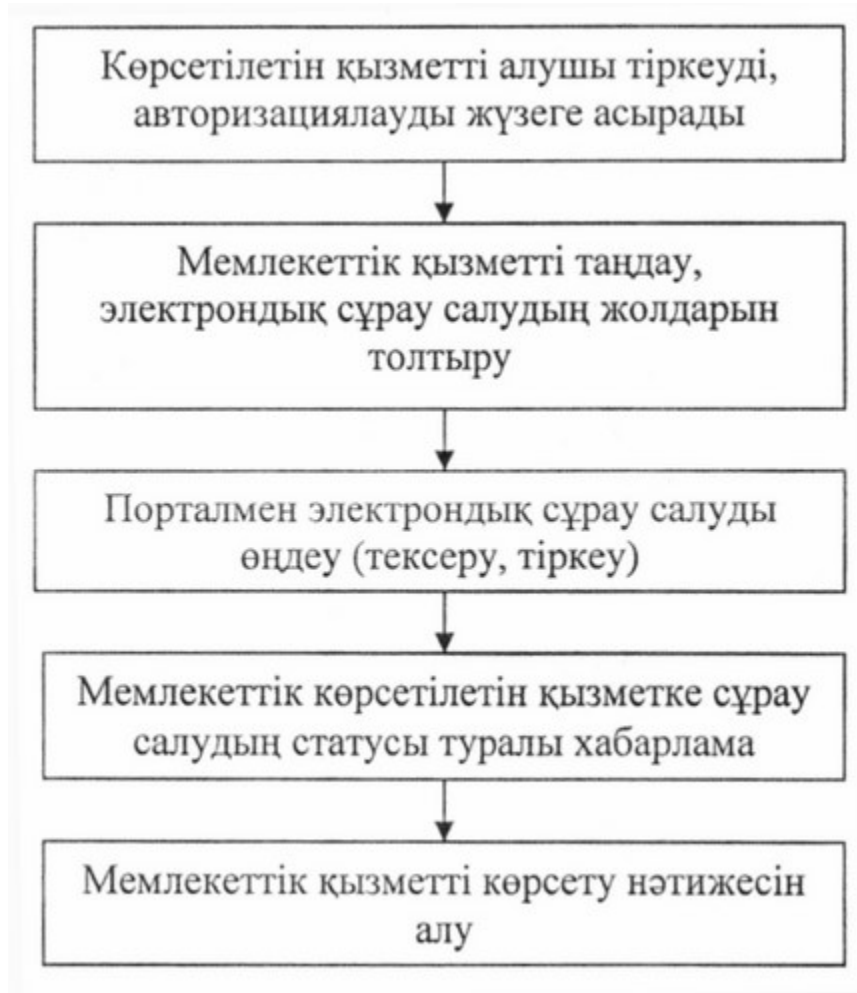 Көрсетілетін қызметті алушы тіркеуді,
авторизациялауды жүзеге асырады
Мемлекеттік қызметті таңдау,
электрондық сұрау салудың жолдарын
толтыру
Порталмен электрондық сұрау салуды
өңдеу (тексеру, тіркеу)
Мемлекеттік көрсетілетін қызметке сұрау
салудың статусы туралы хабарлама
Мемлекеттік қызметті көрсету нәтижесін
алу